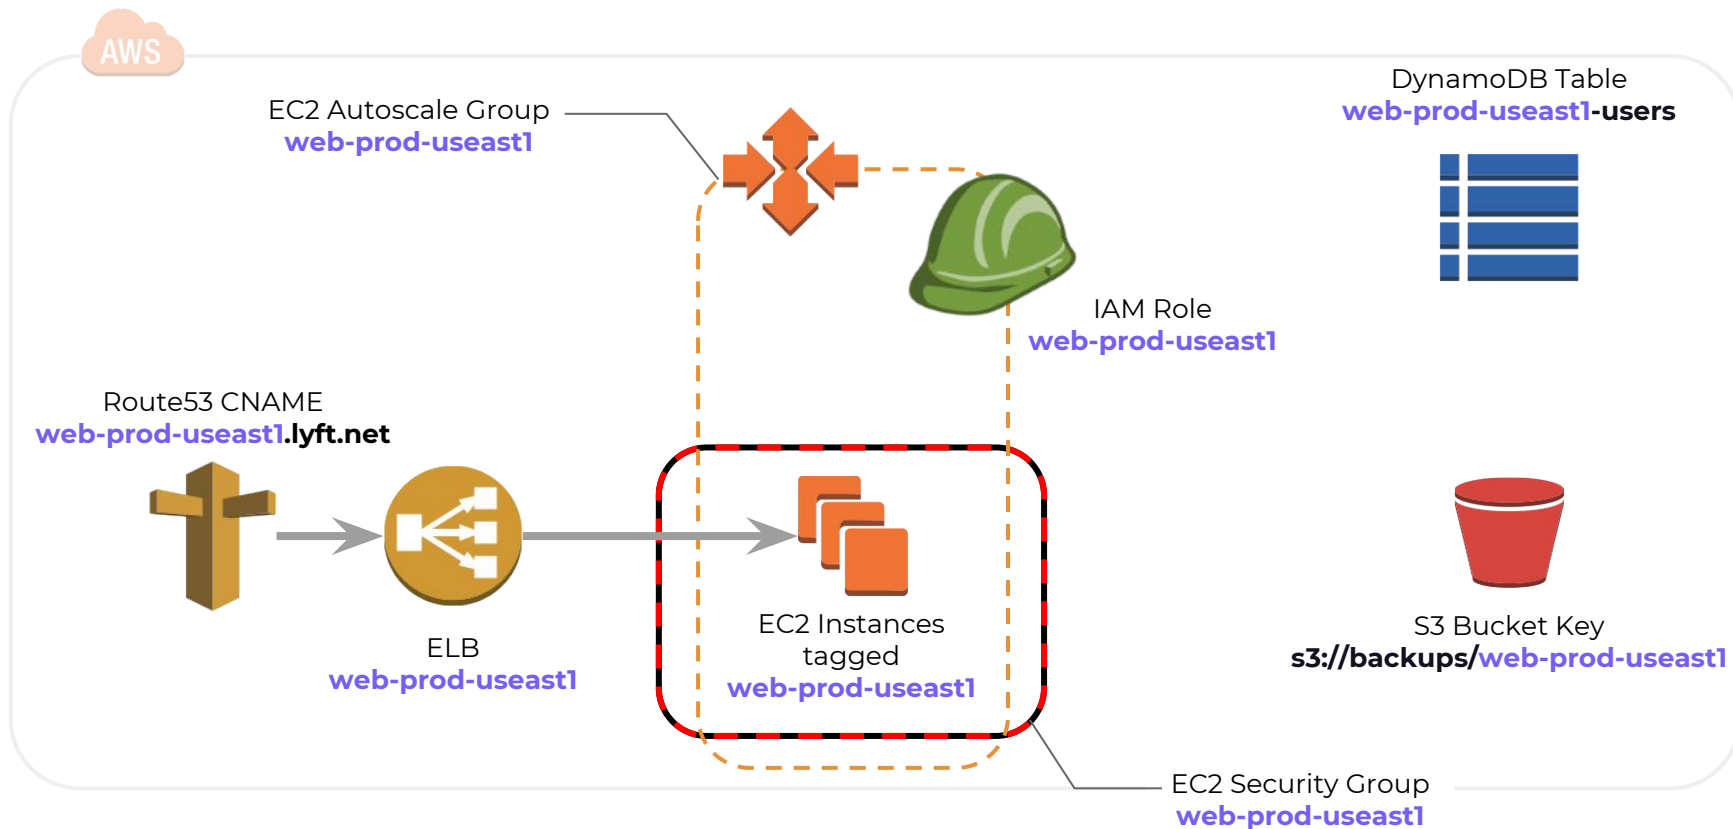 AWS
EC2 Autoscale Group
web-prod-useast1
DynamoDB Table
web-prod-useast1-users
IAM Role
web-prod-useast1
Route53 CNAME
web-prod-useast1.lyft.net
ELB
web-prod-useast1
EC2 Instances
tagged
web-prod-useast1
S3 Bucket Key
s3://backups/web-prod-useast1
EC2 Security Group
web-prod-useast1